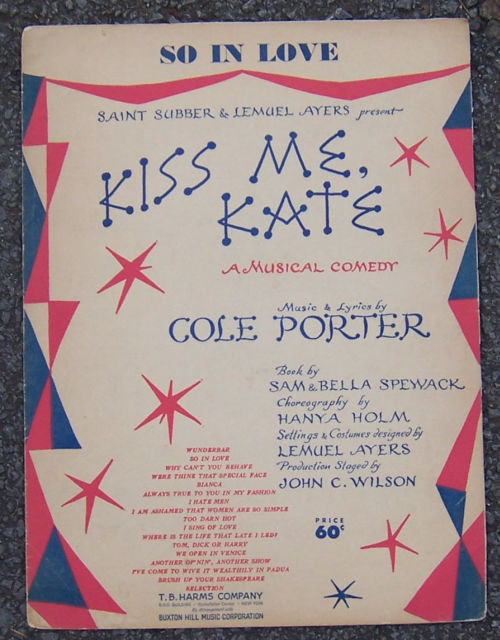 SO IN LOVE
SAINT SUBBER & LEMUEL AYERS present
KISS ME,
KATE
A MUSICAL COMEDY
Music & Lyrics by
COLE PORTER
Book by
SAM & BELLA SPEWACK
Choreography by
HANYA HOLM
Settings & Costumes designed by
LEMUEL AYERS
Production Staged by
JOHN C. WILSON
WUNDERBAR
SO IN LOVE
WHY CAN'T YOU BEHAVE
WERE THINE THAT SPECIAL FACE
BIANCA
ALWAYS TRUE TO YOU IN MY FASHION
I HATE MEN
I AM ASHAMED THAT WOMEN ARE SO SIMPLE
TOO DARN HOT
I SING OF LOVE
WHERE IS THE LIFE THAT LATE I LED?
TOM, DICK OR HARRY
WE OPEN IN VENICE
ANOTHER OP'NIN', ANOTHER SHOW
I'VE COME TO WIVE IT WEALTHILY IN PADUA
BRUSH UP YOUR SHAKESPEARE
SELECTION
PRICE
60¢
T. B. HARMS COMPANY
NEW YORK
By Arrangement with
BUXTON HILL MUSIC CORPORATION